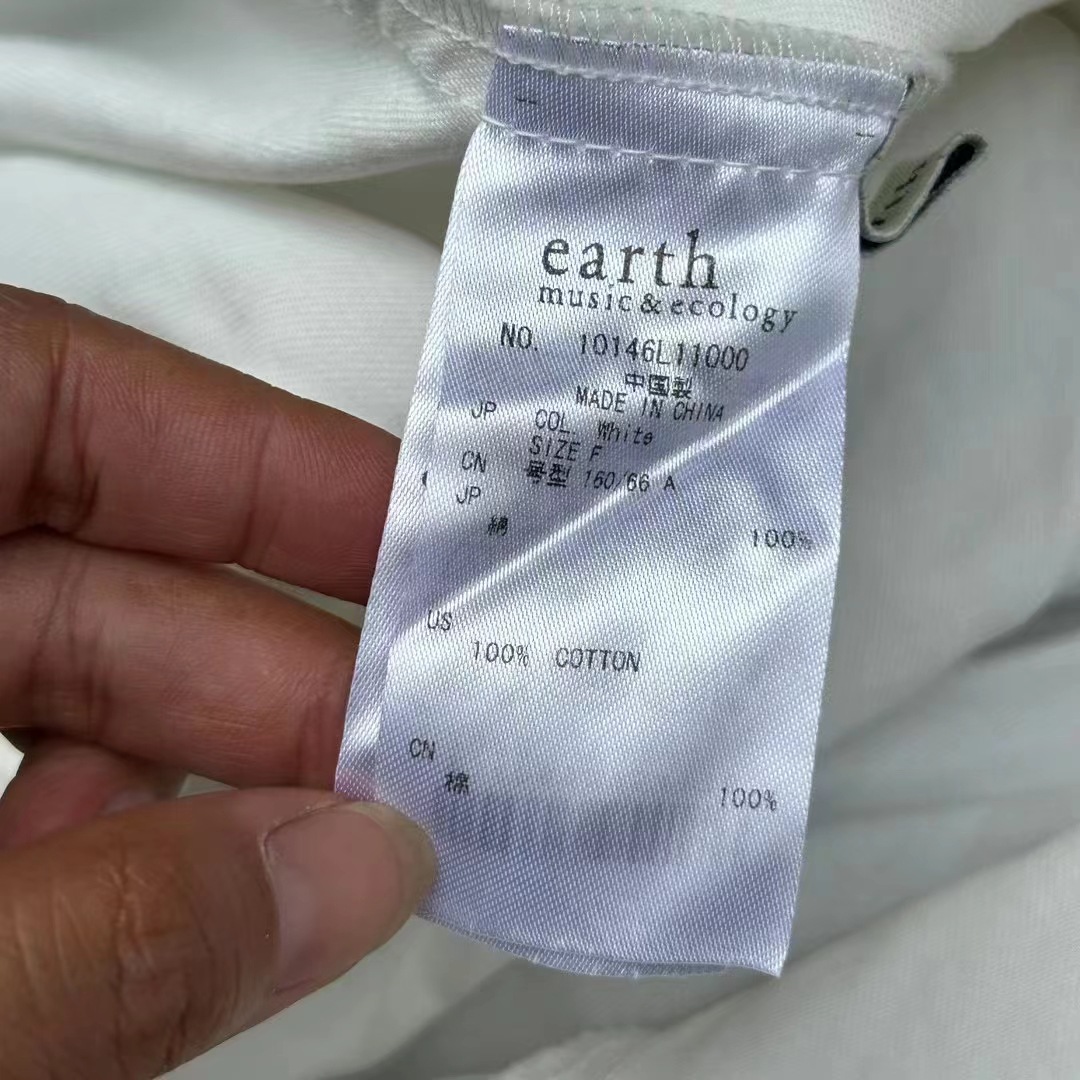 earth
music&ecology
NO. 10146L11000
中国製
MADE IN CHINA
JP COL. White
SIZE F
CN 号型 160/66 A
JP
綿 100%
US
100% COTTON
CN
棉 100%